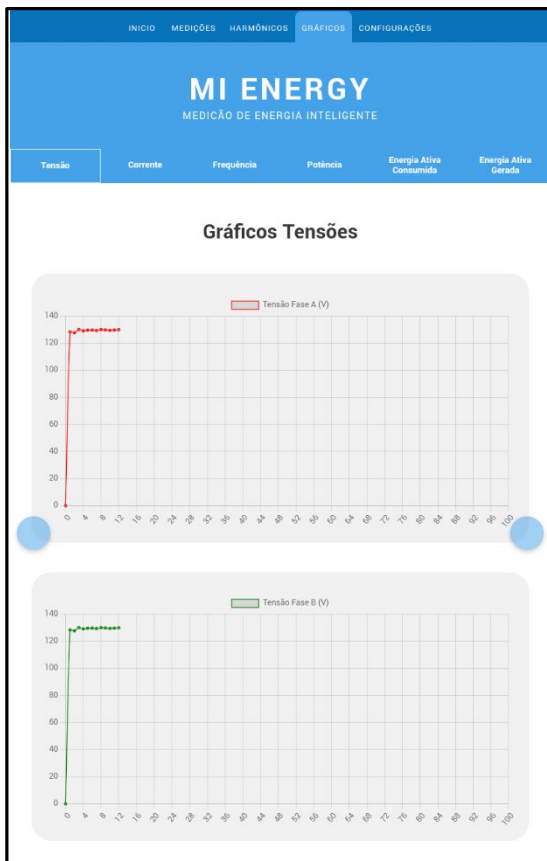 INICIO MEDIÇÕES HARMÔNICOS GRÁFICOS CONFIGURAÇÕES
MI ENERGY
MEDICÃO DE ENERGIA INTELIGENTE
Tensão Corrente Frequência Potência Energia Ativa Consumida Energia Ativa Gerada
Gráficos Tensões
Tensão Fase A (V)
140
120
100
80
60
40
20
0
0 4 8 12 16 20 24 28 32 36 40 44 48 52 56 60 64 68 72 76 80 84 88 92 96 100
Tensão Fase B (V)
140
120
100
80
60
40
20
0
0 4 8 12 16 20 24 28 32 36 40 44 48 52 56 60 64 68 72 76 80 84 88 92 96 100